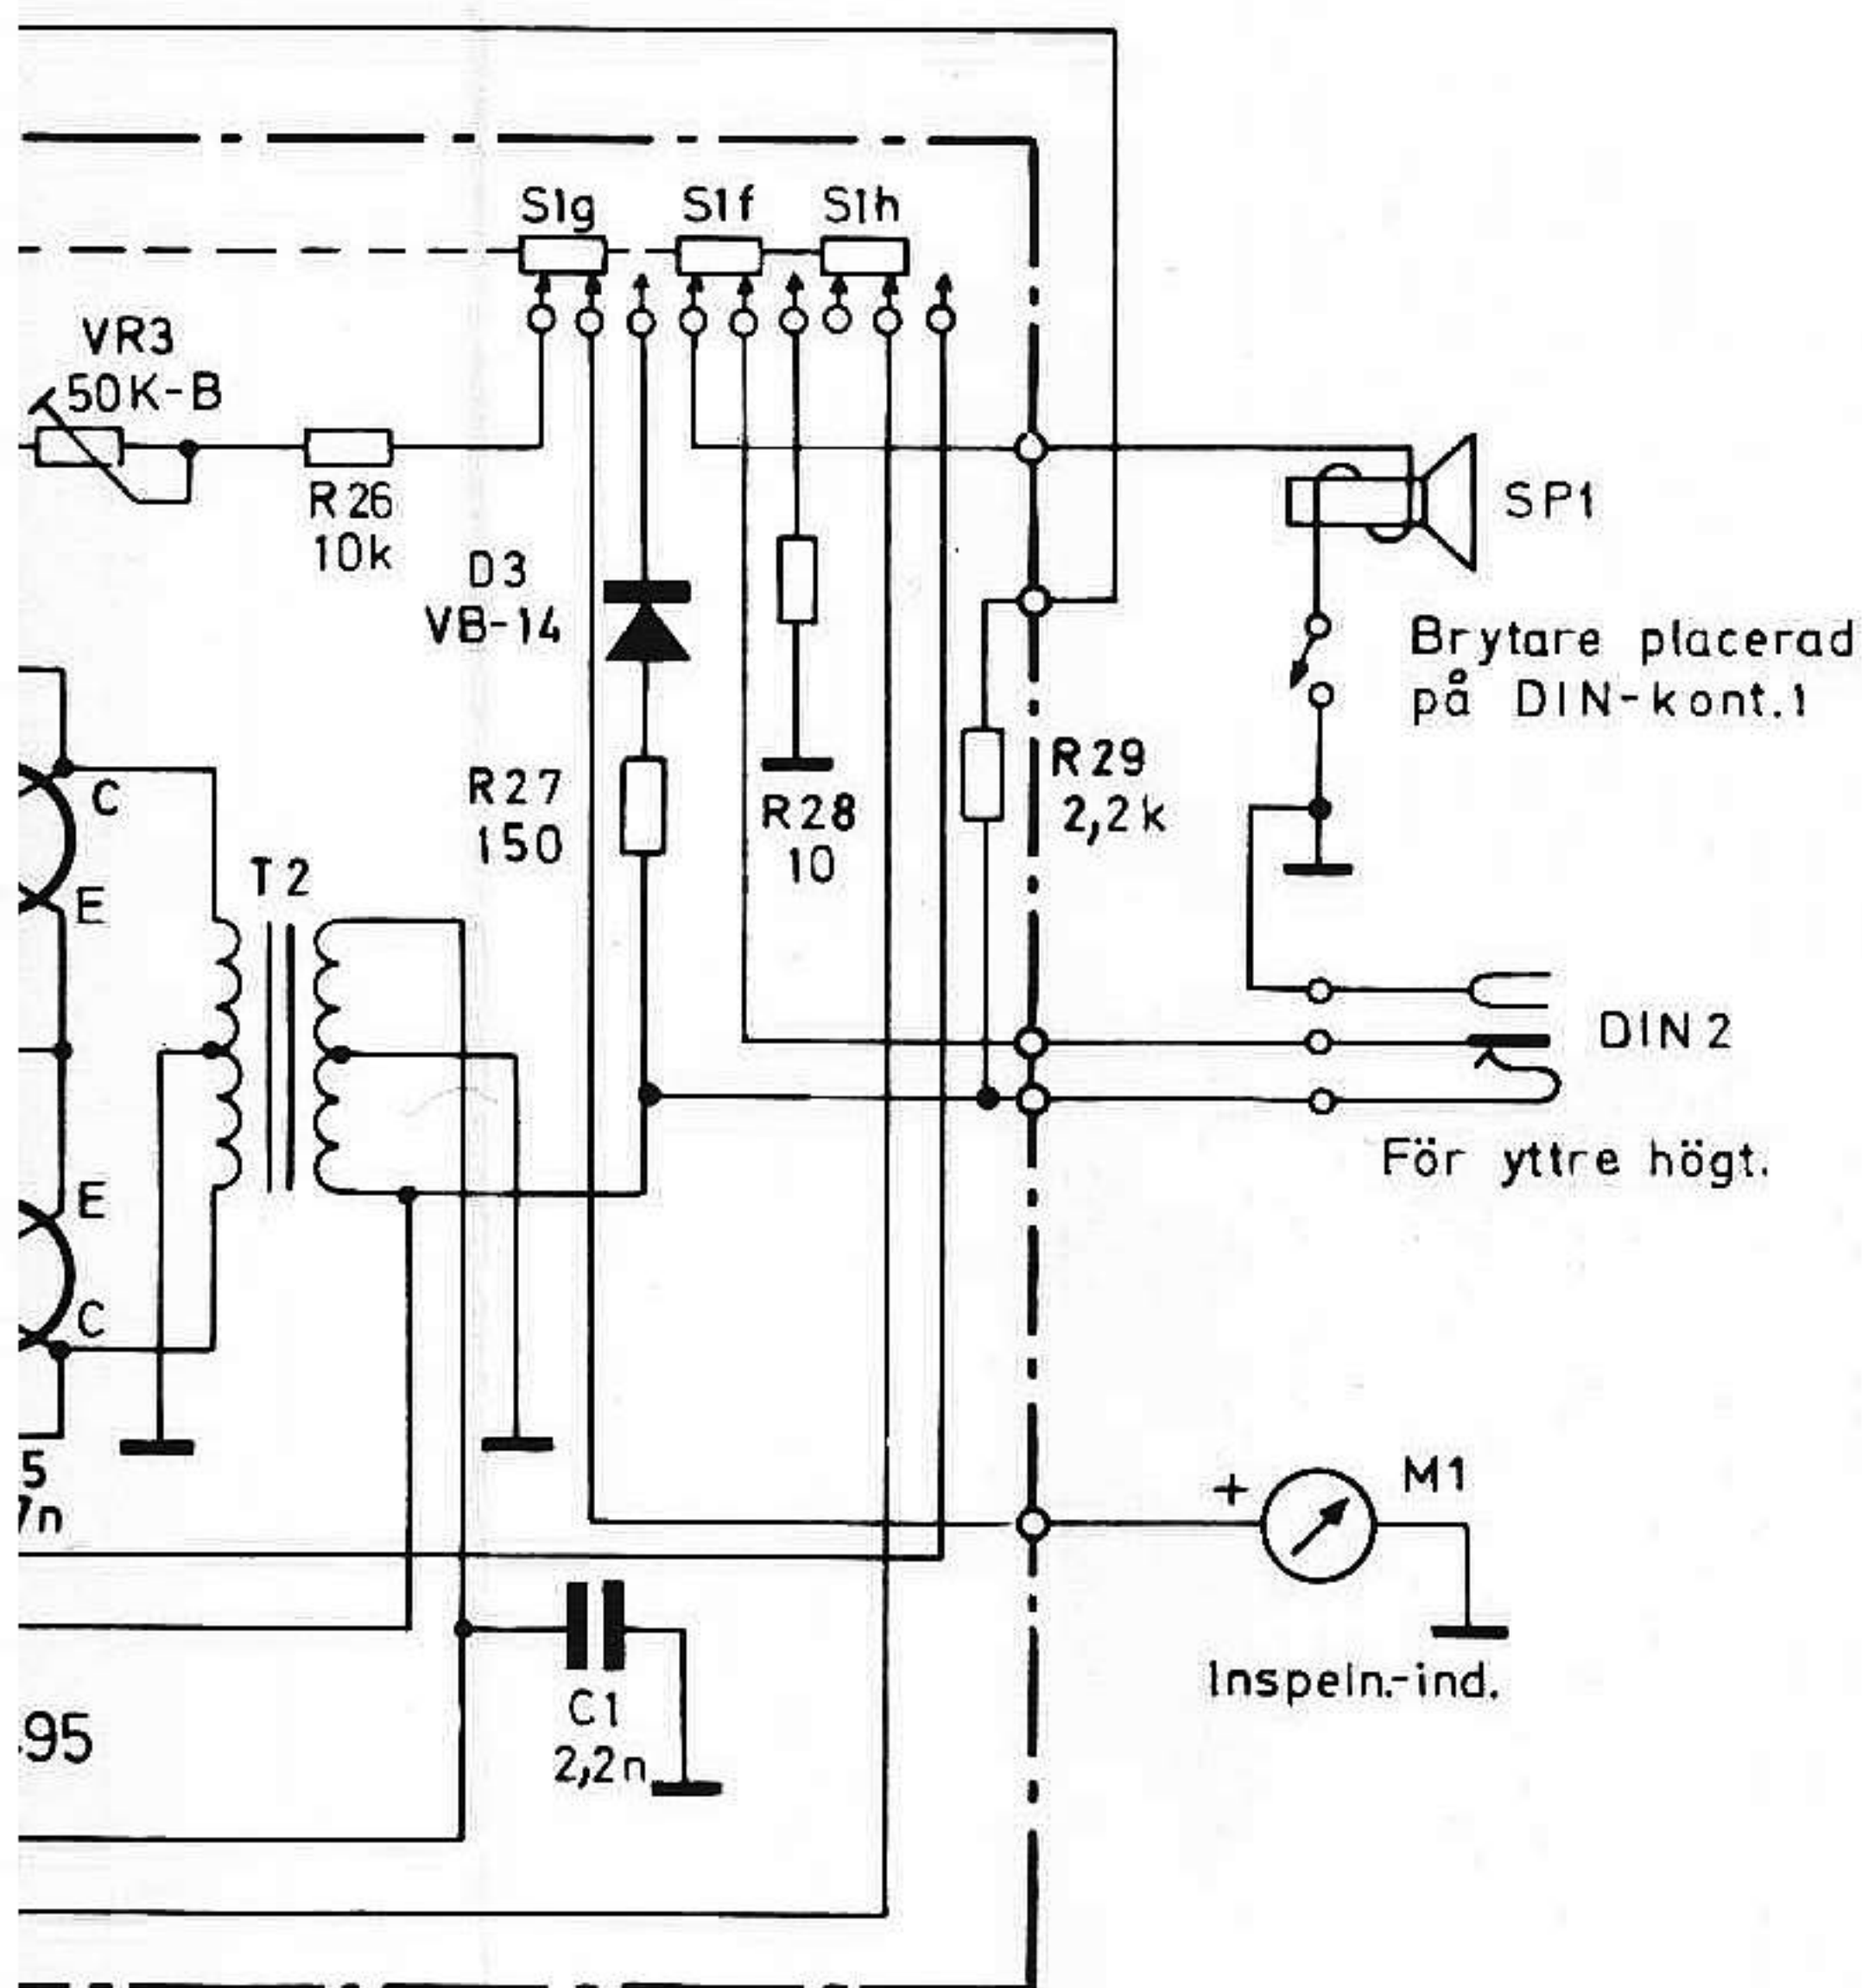 S1g
S1f
S1h
VR3
50K-B
R26
10k
D3
VB-14
SP1
Brytare placerad
på DIN-kont.1
R27
150
R28
10
R29
2,2k
C
E
T2
DIN2
För yttre högt.
E
C
5
7n
+
M1
Inspeln.-ind.
C1
2,2n
95